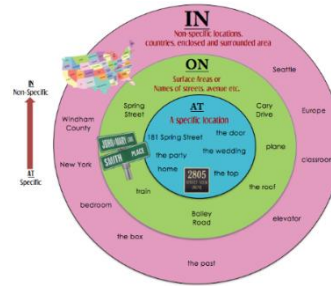 IN
Non-specific locations.
countries, enclosed and surrounded area
ON
Surface Areas or
Names of streets, avenue etc.
AT
A specific location
IN
Non-Specific
AT
Specific
Seattle
Europe
classroom
elevator
the past
the box
bedroom
New York
Windham
County
Spring
Street
Cary
Drive
plane
the roof
Bailey
Road
train
181 Spring Street
the door
the party
the wedding
home
the top
2805
SMITH
PLACE